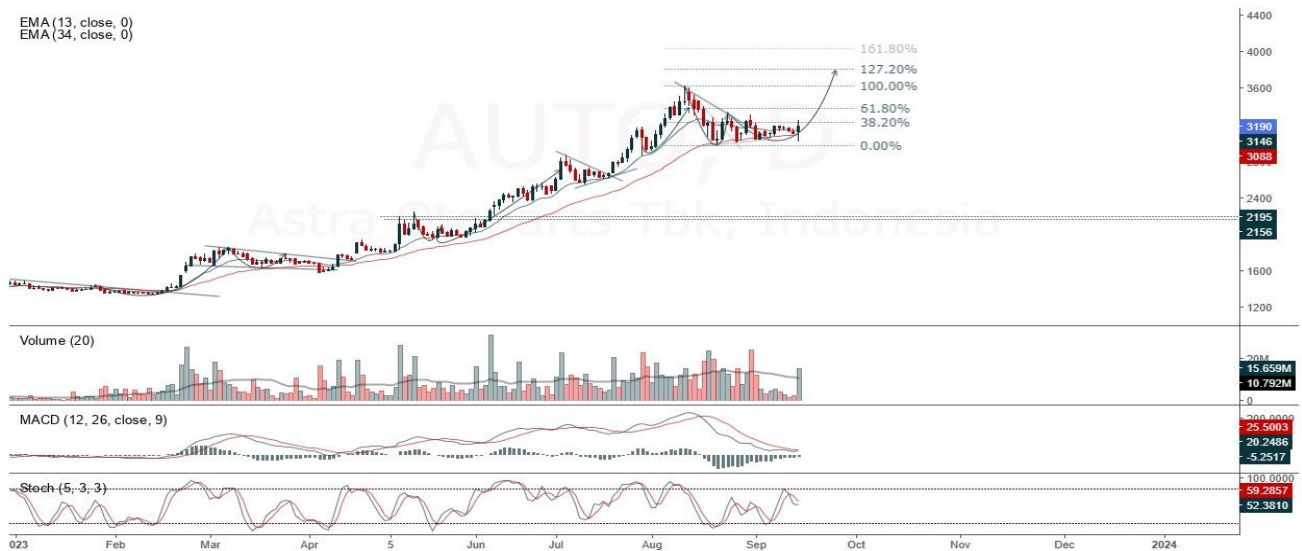 EMA (13, close, 0)
EMA (34, close, 0)
AUTO, D
Astra Otoparts Tbk, Indonesia
161.80%
127.20%
100.00%
61.80%
38.20%
0.00%
4400
4000
3600
3190
3146
3088
2400
2195
2156
1600
1200
Volume (20)
20M
15.659M
10.792M
0
MACD (12, 26, close, 9)
200.0000
25.5003
20.2486
-5.2517
Stoch (5, 3, 3)
100.0000
59.2857
52.3810
023 Feb Mar Apr 5 Jun Jul Aug Sep Oct Nov Dec 2024